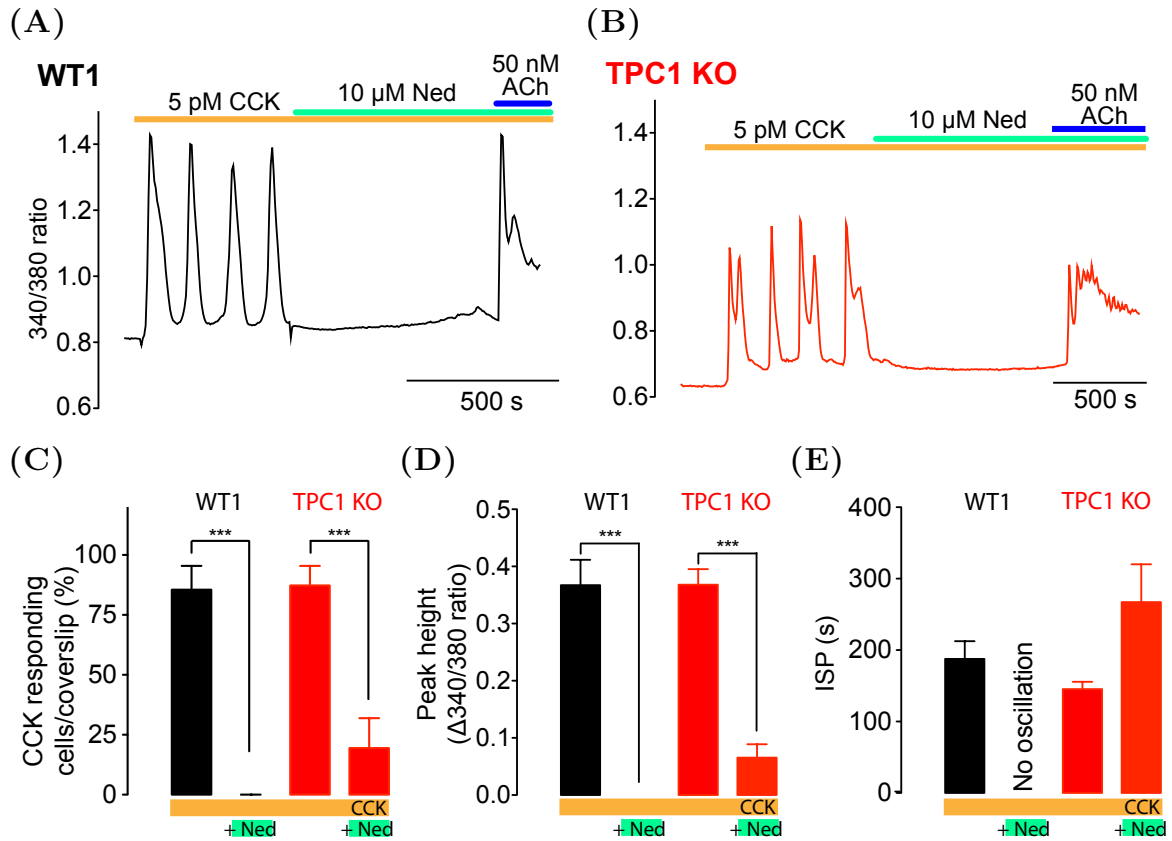 (A)
WT1
5 pM CCK
10 µM Ned
50 nM
ACh
340/380 ratio
1.4
1.2
1.0
0.8
0.6
500 s
(B)
TPC1 KO
5 pM CCK
10 µM Ned
50 nM
ACh
1.4
1.2
1.0
0.8
0.6
500 s
(C)
WT1
TPC1 KO
CCK responding
cells/coverslip (%)
100
75
50
25
0
***
***
CCK
+ Ned
+ Ned
(D)
WT1
TPC1 KO
Peak height
(Δ340/380 ratio)
0.5
0.4
0.3
0.2
0.1
0.0
***
***
CCK
+ Ned
+ Ned
(E)
WT1
TPC1 KO
ISP (s)
400
300
200
100
0
No oscillation
CCK
+ Ned
+ Ned